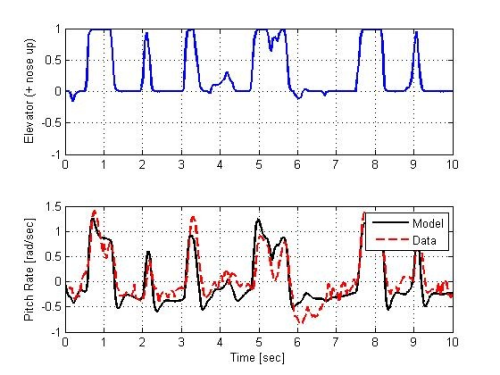 Elevator (+ nose up)
1
0.5
0
-0.5
-1
0 1 2 3 4 5 6 7 8 9 10
Pitch Rate [rad/sec]
1.5
1
0.5
0
-0.5
-1
Model
Data
0 1 2 3 4 5 6 7 8 9 10
Time [sec]